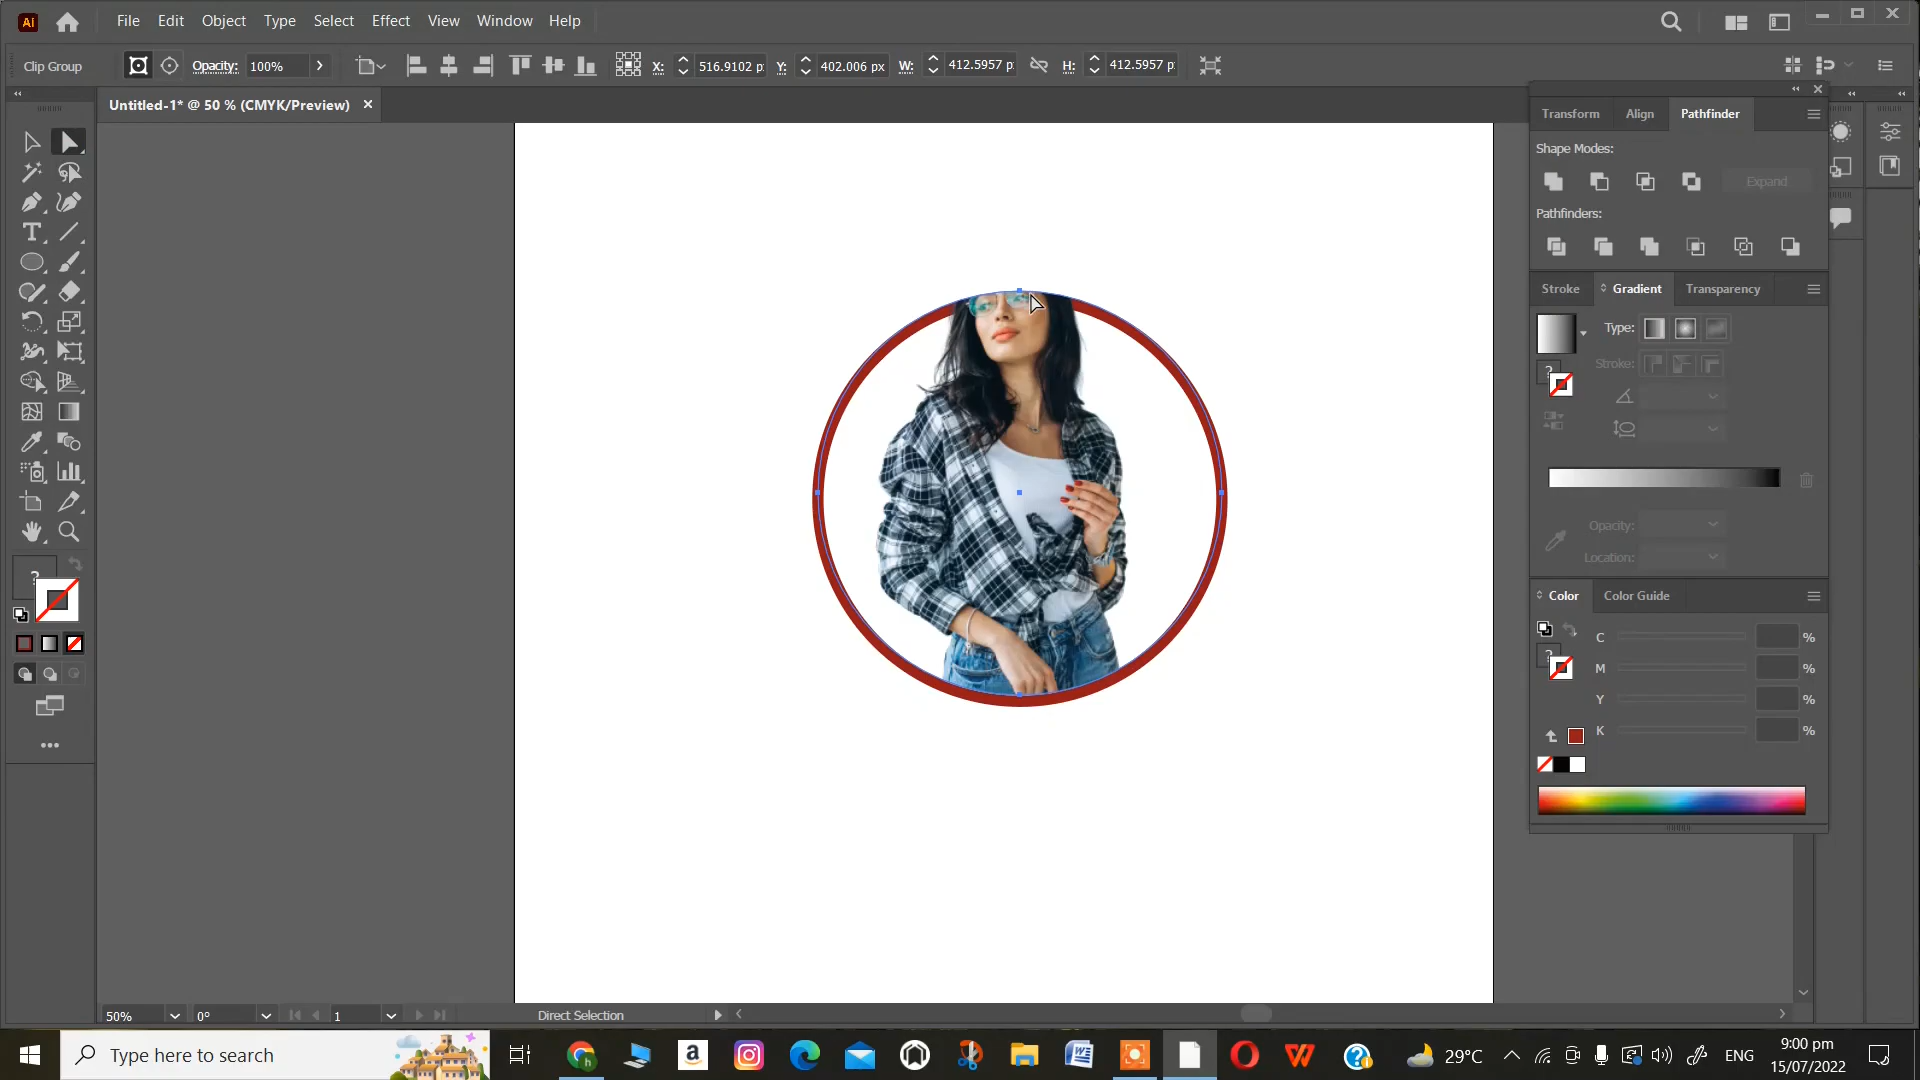 Ai File Edit Object Type Select Effect View Window Help
Clip Group Opacity: 100% X: 516.9102 p Y: 402.006 px W: 412.5957 p H: 412.5957 p
Untitled-1* @ 50 % (CMYK/Preview)
Transform Align Pathfinder
Shape Modes:
Expand
Pathfinders:
Stroke Gradient Transparency
Type:
Stroke:
Opacity:
Location:
Color Color Guide
C %
M %
Y %
K %
50% 0° 1 Direct Selection
Type here to search
29°C ENG 9:00 pm
15/07/2022